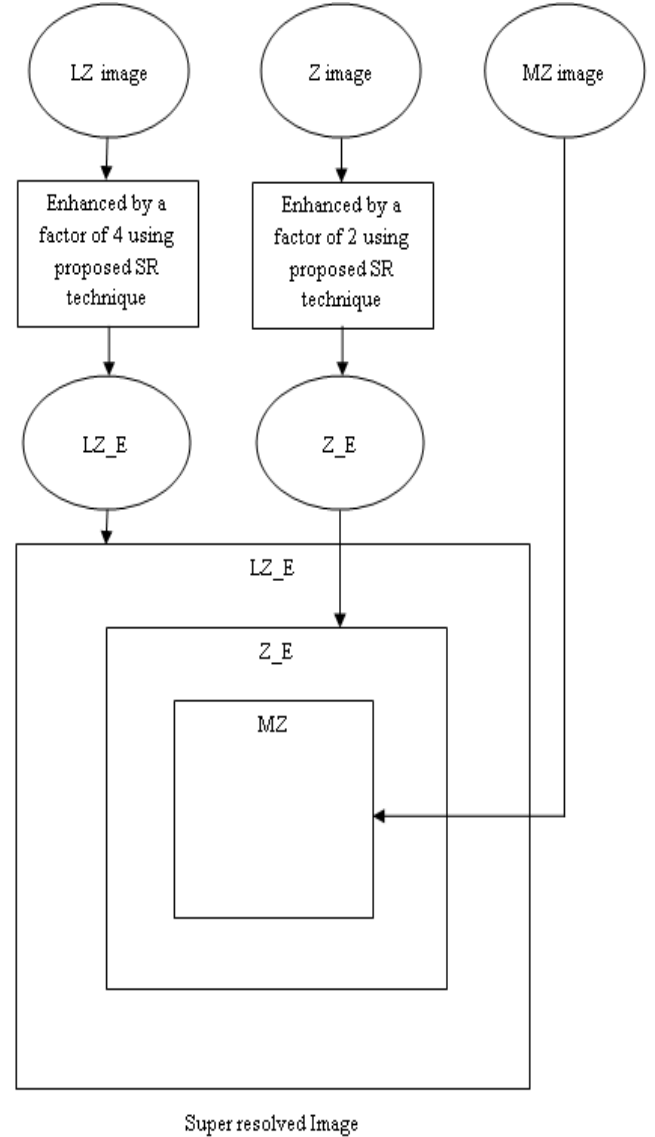 LZ image
Z image
MZ image
Enhanced by a
factor of 4 using
proposed SR
technique
Enhanced by a
factor of 2 using
proposed SR
technique
LZ_E
Z_E
LZ_E
Z_E
MZ
Super resolved Image